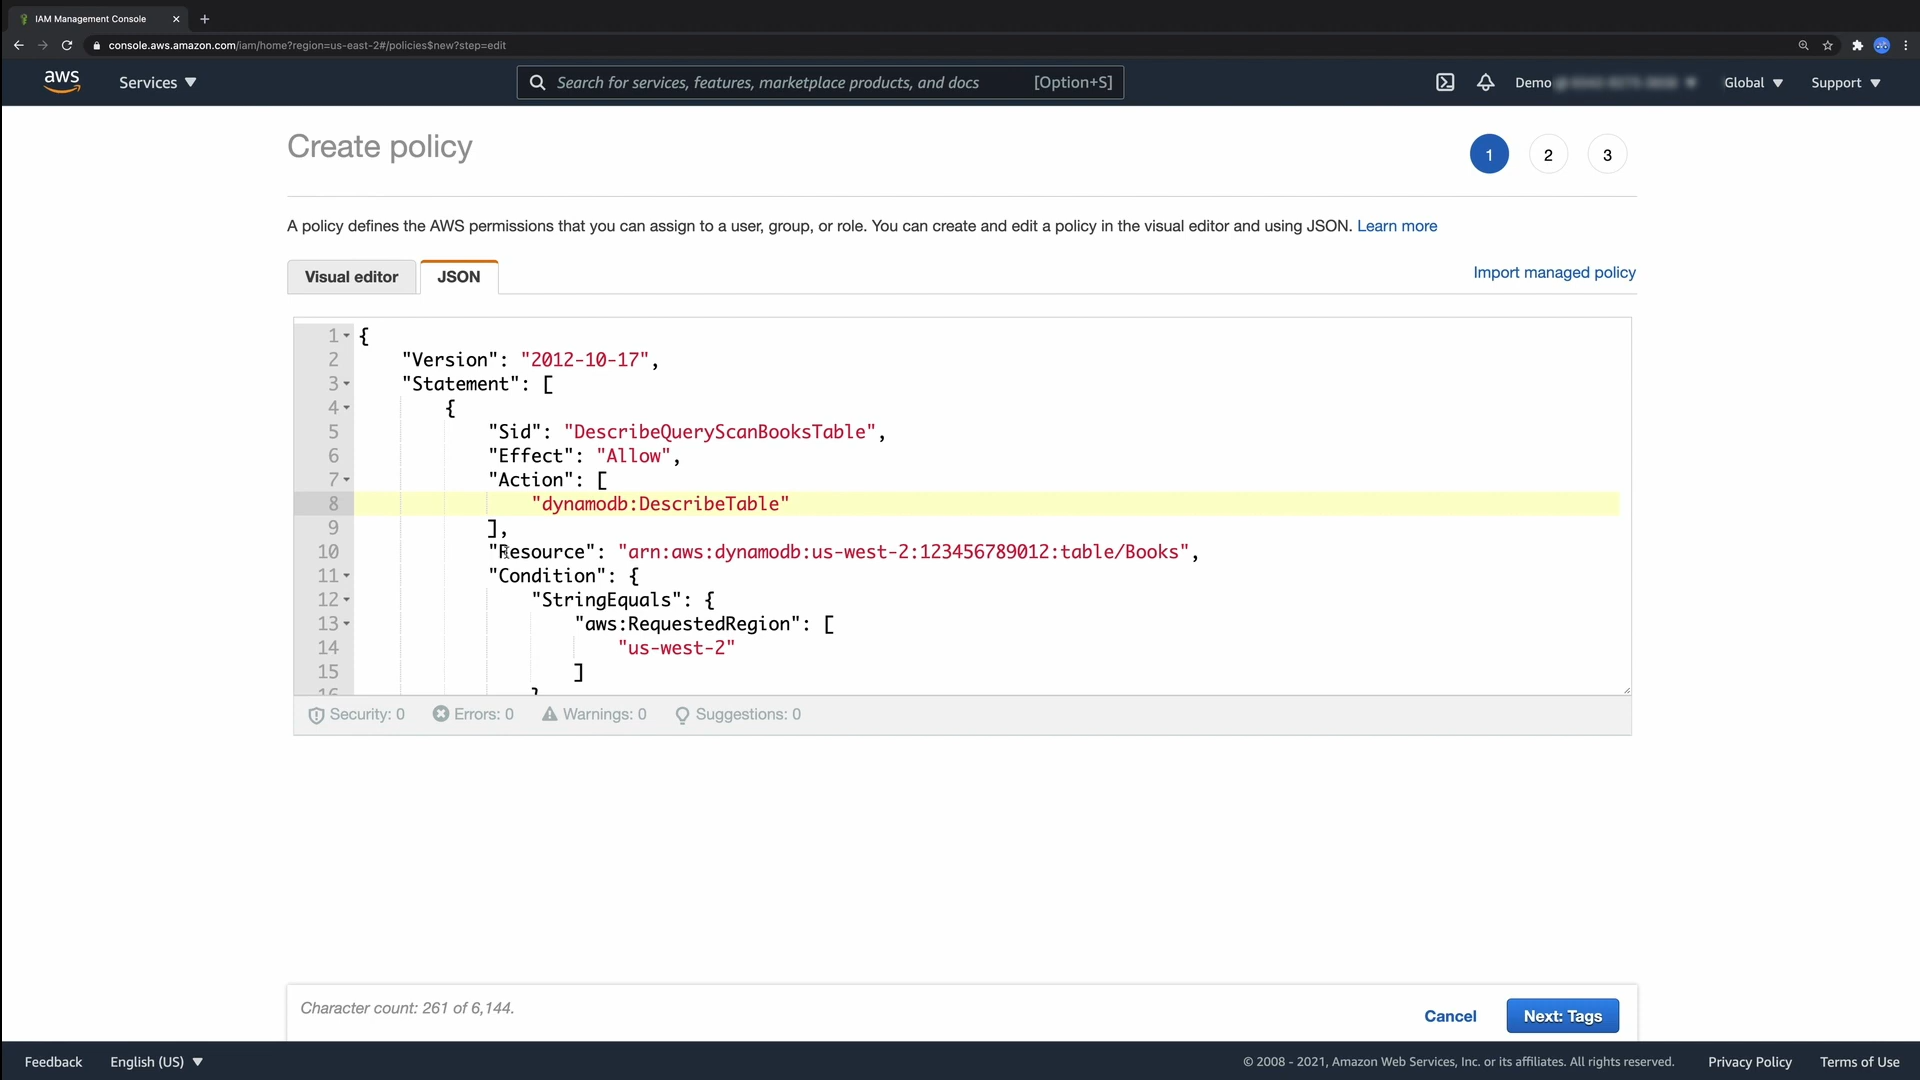 IAM Management Console
console.aws.amazon.com/iam/home?region=us-east-2#/policies$new?step=edit
aws
Services
Search for services, features, marketplace products, and docs [Option+S]
Demo
Global
Support
Create policy
1 2 3
A policy defines the AWS permissions that you can assign to a user, group, or role. You can create and edit a policy in the visual editor and using JSON. Learn more
Visual editor
JSON
Import managed policy
1 {
2 "Version": "2012-10-17",
3 "Statement": [
4 {
5 "Sid": "DescribeQueryScanBooksTable",
6 "Effect": "Allow",
7 "Action": [
8 "dynamodb:DescribeTable"
9 ],
10 "Resource": "arn:aws:dynamodb:us-west-2:123456789012:table/Books",
11 "Condition": {
12 "StringEquals": {
13 "aws:RequestedRegion": [
14 "us-west-2"
15 ]
16 }
Security: 0 Errors: 0 Warnings: 0 Suggestions: 0
Character count: 261 of 6,144.
Cancel
Next: Tags
Feedback
English (US)
© 2008 - 2021, Amazon Web Services, Inc. or its affiliates. All rights reserved.
Privacy Policy
Terms of Use